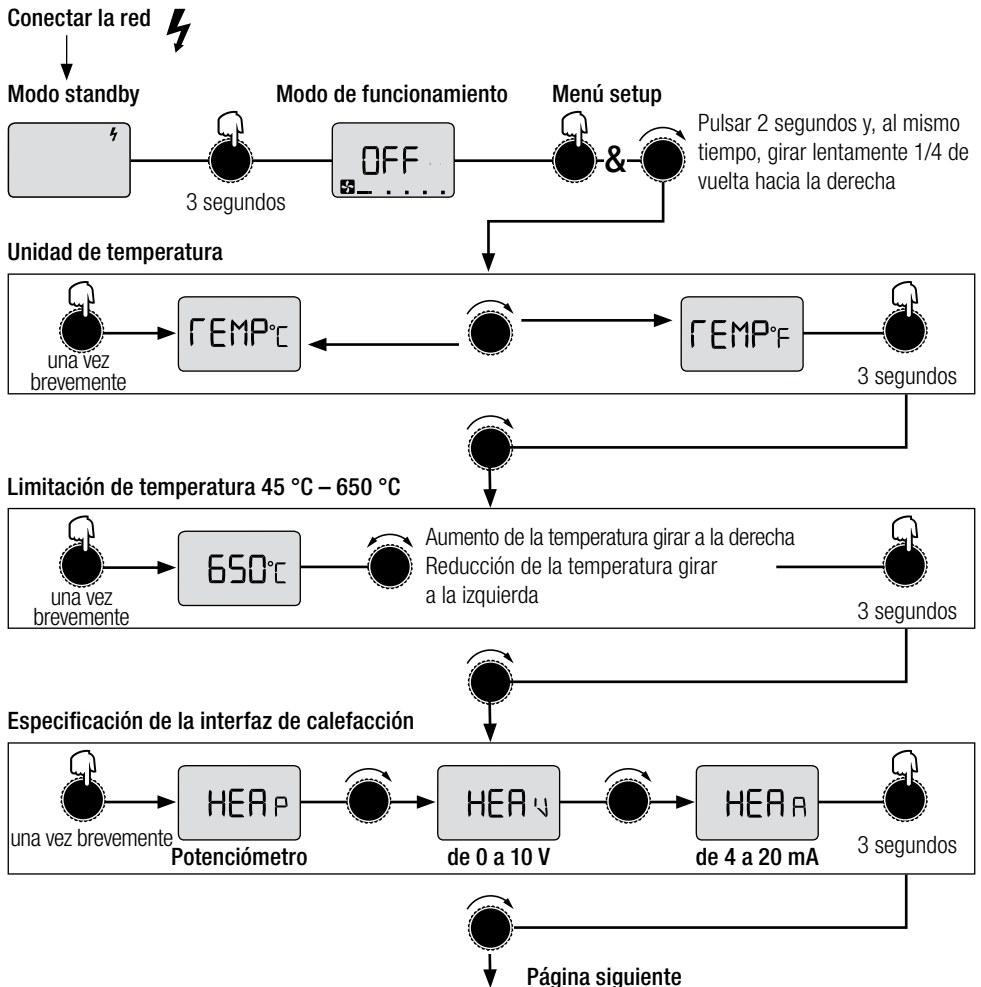 Conectar la red
Modo standby
Modo de funcionamiento
Menú setup
3 segundos
OFF
&
Pulsar 2 segundos y, al mismo
tiempo, girar lentamente 1/4 de
vuelta hacia la derecha
Unidad de temperatura
una vez
brevemente
TEMP°C
TEMP°F
3 segundos
Limitación de temperatura 45 °C – 650 °C
una vez
brevemente
650°C
Aumento de la temperatura girar a la derecha
Reducción de la temperatura girar
a la izquierda
3 segundos
Especificación de la interfaz de calefacción
una vez brevemente
HEA P
Potenciómetro
HEA V
de 0 a 10 V
HEA A
de 4 a 20 mA
3 segundos
Página siguiente